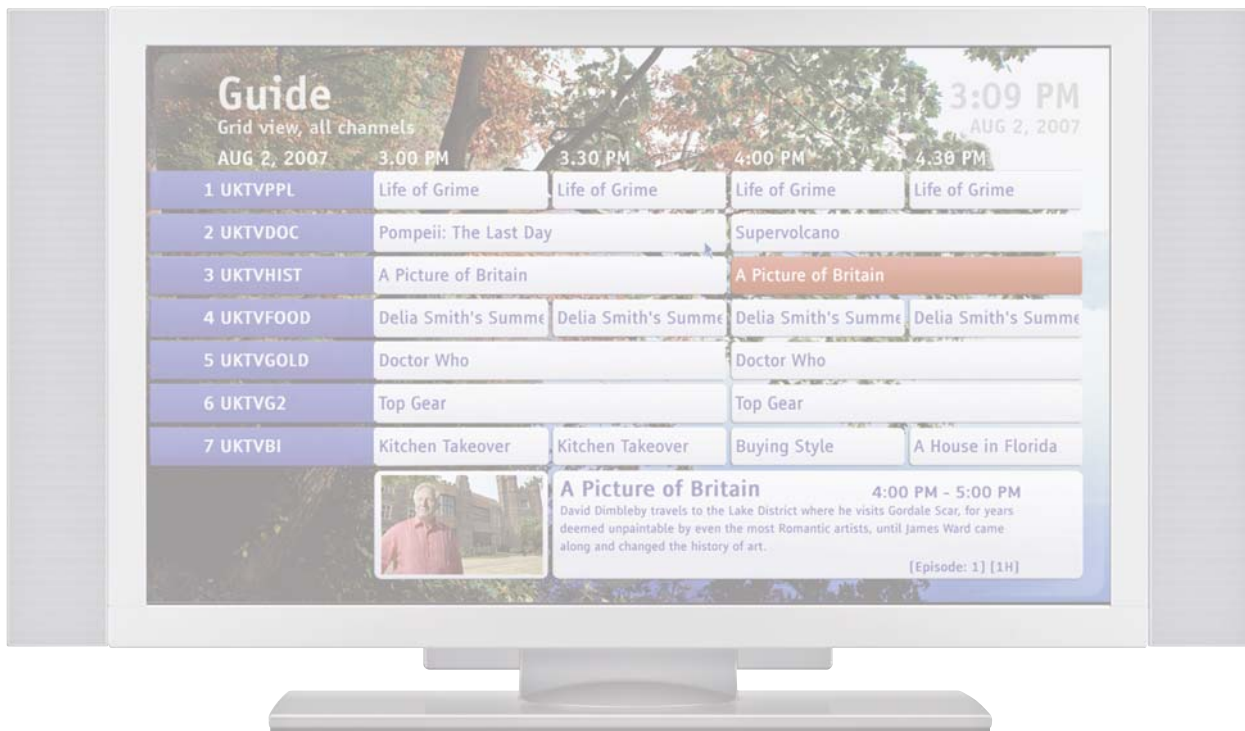 Guide
3:09 PM
Grid view, all channels
AUG 2, 2007
AUG 2, 2007 3.00 PM 3.30 PM 4:00 PM 4.30 PM
1 UKTVPPL Life of Grime Life of Grime Life of Grime Life of Grime
2 UKTVDOC Pompeii: The Last Day Supervolcano
3 UKTVHIST A Picture of Britain A Picture of Britain
4 UKTVFOOD Delia Smith's Summe Delia Smith's Summe Delia Smith's Summe Delia Smith's Summe
5 UKTVGOLD Doctor Who Doctor Who
6 UKTVG2 Top Gear Top Gear
7 UKTVBI Kitchen Takeover Kitchen Takeover Buying Style A House in Florida
A Picture of Britain 4:00 PM - 5:00 PM
David Dimbleby travels to the Lake District where he visits Gordale Scar, for years
deemed unpaintable by even the most Romantic artists, until James Ward came
along and changed the history of art.
[Episode: 1] [1H]